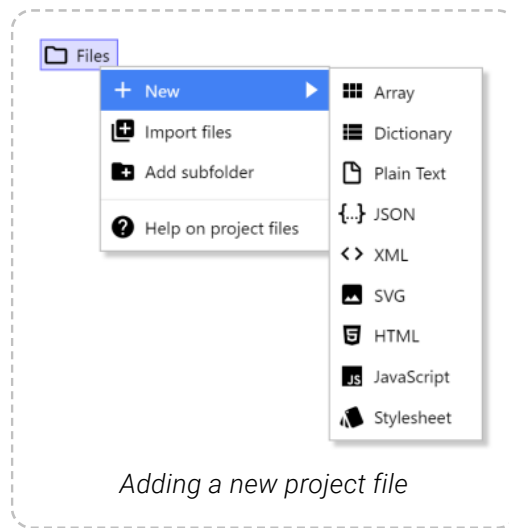 Files
New
Import files
Add subfolder
Help on project files
Array
Dictionary
Plain Text
{...} JSON
XML
SVG
5 HTML
JS JavaScript
Stylesheet
Adding a new project file